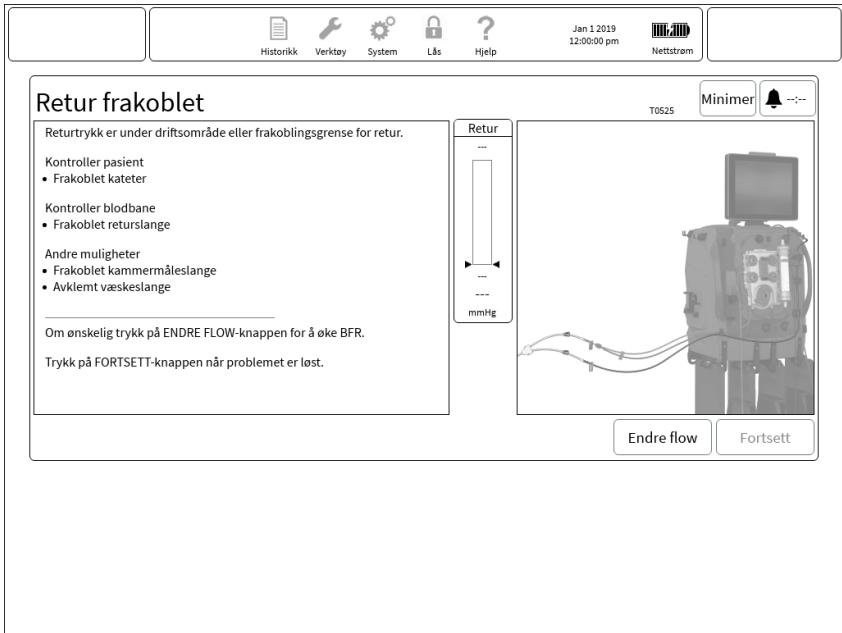 Historikk
Verktøy
System
Lås
Hjelp
Jan 1 2019
12:00:00 pm
Nettstrøm
Retur frakoblet
T0525
Minimer
--:--
Returtrykk er under driftsområde eller frakoblingsgrense for retur.
Kontroller pasient
• Frakoblet kateter
Kontroller blodbane
• Frakoblet returslange
Andre muligheter
• Frakoblet kammermåleslange
• Avklemt væskeslange
Om ønskelig trykk på ENDRE FLOW-knappen for å øke BFR.
Trykk på FORTSETT-knappen når problemet er løst.
Retur
---
---
---
mmHg
Endre flow
Fortsett